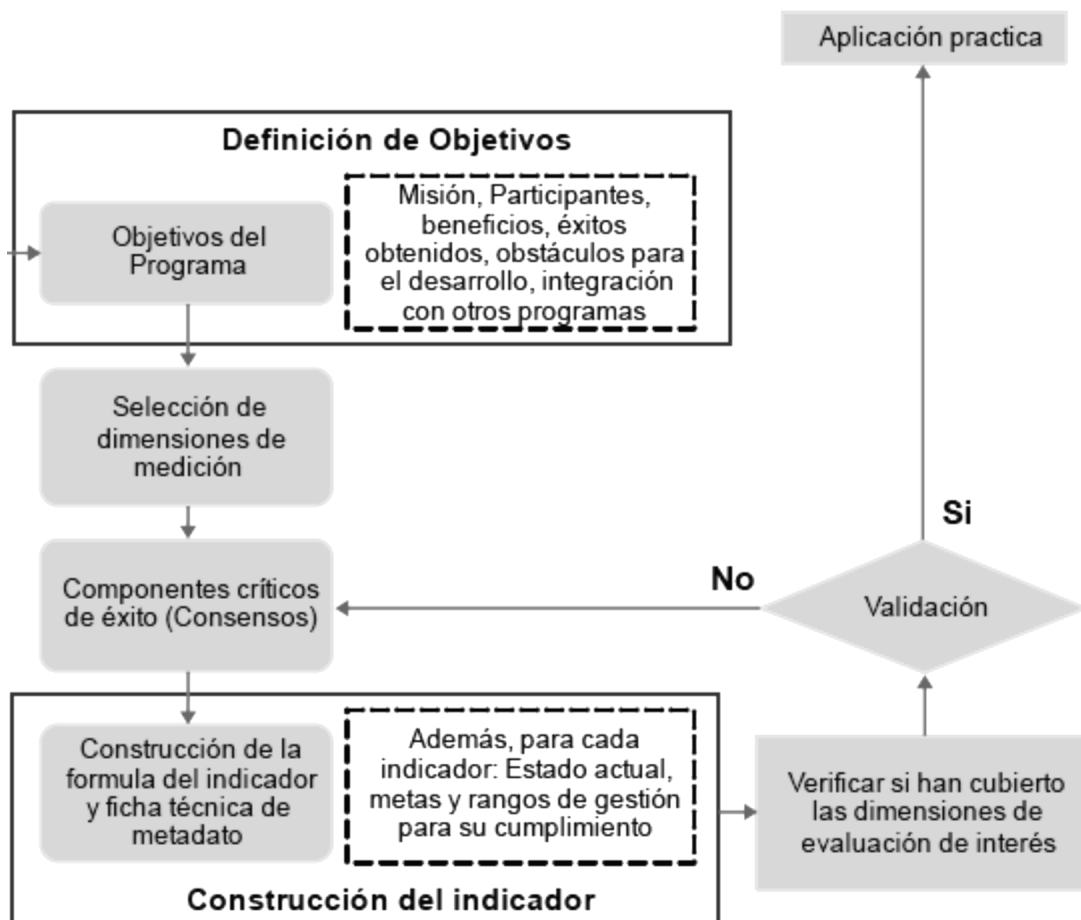 Aplicación practica
Definición de Objetivos
Objetivos del
Programa
Misión, Participantes,
beneficios, éxitos
obtenidos, obstáculos para
el desarrollo, integración
con otros programas
Selección de
dimensiones de
medición
Componentes críticos
de éxito (Consensos)
No
Si
Validación
Construcción de la
formula del indicador
y ficha técnica de
metadato
Además, para cada
indicador: Estado actual,
metas y rangos de gestión
para su cumplimiento
Construcción del indicador
Verificar si han cubierto
las dimensiones de
evaluación de interés